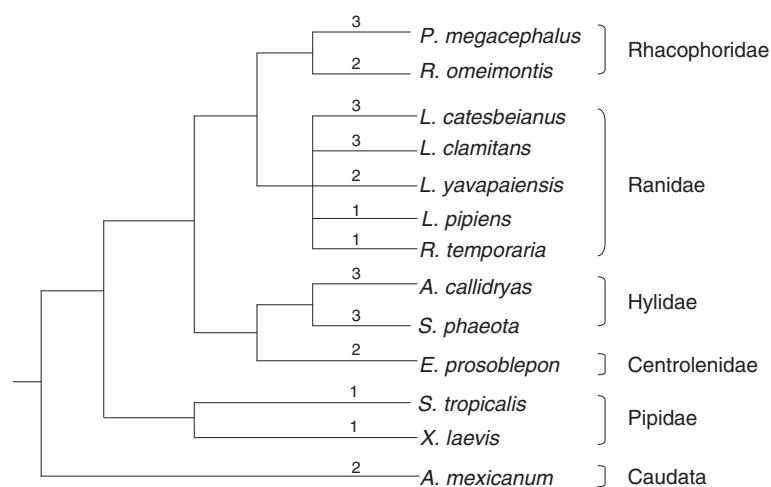 3 P. megacephalus
Rhacophoridae
2 R. omeimontis
3 L. catesbeianus
3 L. clamitans
2 L. yavapaiensis
Ranidae
1 L. pipiens
1 R. temporaria
3 A. callidryas
Hylidae
3 S. phaeota
2 E. prosoblepon
Centrolenidae
1 S. tropicalis
Pipidae
1 X. laevis
2 A. mexicanum
Caudata